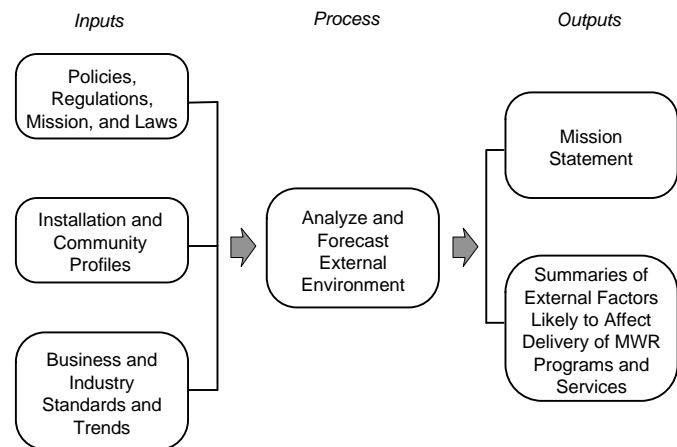 Inputs
Process
Outputs
Policies,
Regulations,
Mission, and Laws
Installation and
Community
Profiles
Business and
Industry
Standards and
Trends
Analyze and
Forecast
External
Environment
Mission
Statement
Summaries of
External Factors
Likely to Affect
Delivery of MWR
Programs and
Services